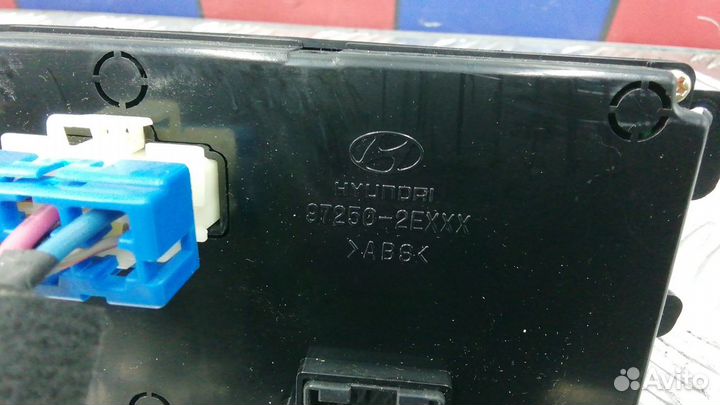 HYUNDAI
97250-2EXXX
>ABS<
Avito